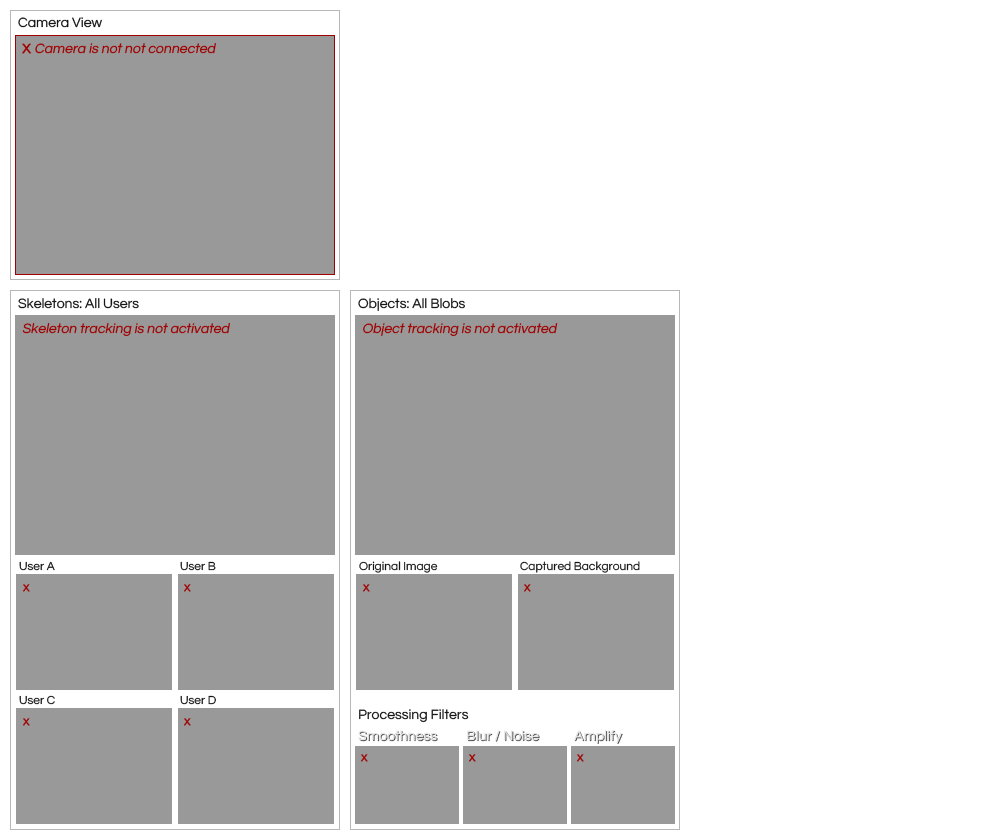 Camera View
X Camera is not not connected
Skeletons: All Users
Skeleton tracking is not activated
User A
User B
x
x
User C
User D
x
x
Objects: All Blobs
Object tracking is not activated
Original Image
Captured Background
x
x
Processing Filters
Smoothness
Blur / Noise
Amplify
x
x
x